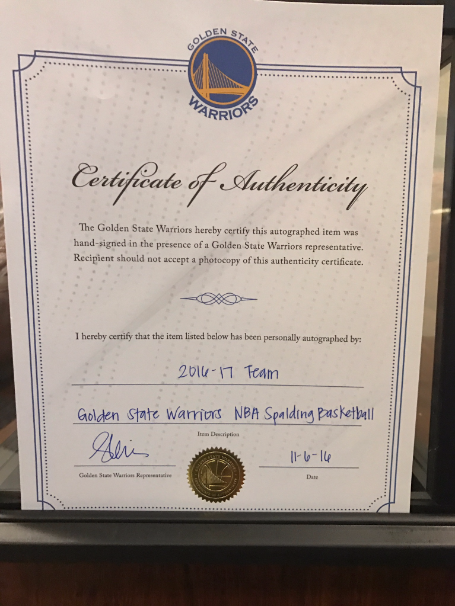 GOLDEN STATE
WARRIORS
Certificate of Authenticity
The Golden State Warriors hereby certify this autographed item was
hand-signed in the presence of a Golden State Warriors representative.
Recipient should not accept a photocopy of this authenticity certificate.
I hereby certify that the item listed below has been personally autographed by:
2016-17 Team
Golden State Warriors NBA Spalding Basketball
Item Description
11-6-16
Golden State Warriors Representative
Date